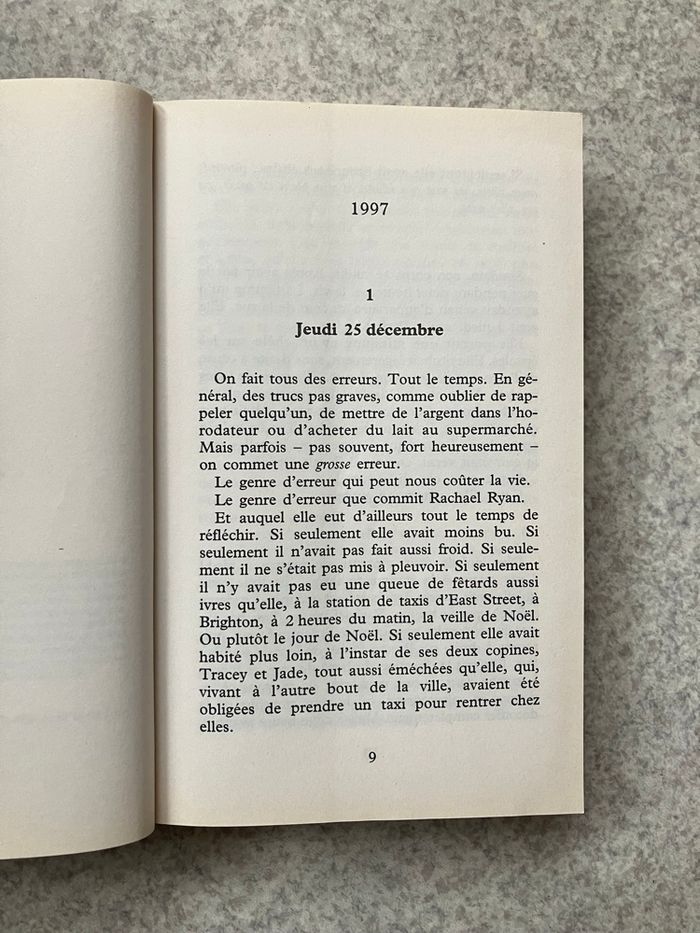 1997
1
Jeudi 25 décembre
On fait tous des erreurs. Tout le temps. En gé-
néral, des trucs pas graves, comme oublier de rap-
peler quelqu'un, de mettre de l'argent dans l'ho-
rodateur ou d'acheter du lait au supermarché.
Mais parfois – pas souvent, fort heureusement –
on commet une grosse erreur.
Le genre d'erreur qui peut nous coûter la vie.
Le genre d'erreur que commit Rachael Ryan.
Et auquel elle eut d'ailleurs tout le temps de
réfléchir. Si seulement elle avait moins bu. Si
seulement il n'avait pas fait aussi froid. Si seule-
ment il ne s'était pas mis à pleuvoir. Si seulement
il n'y avait pas eu une queue de fêtards aussi
ivres qu'elle, à la station de taxis d'East Street, à
Brighton, à 2 heures du matin, la veille de Noël.
Ou plutôt le jour de Noël. Si seulement elle avait
habité plus loin, à l'instar de ses deux copines,
Tracey et Jade, tout aussi éméchées qu'elle, qui,
vivant à l'autre bout de la ville, avaient été
obligées de prendre un taxi pour rentrer chez
elles.
9